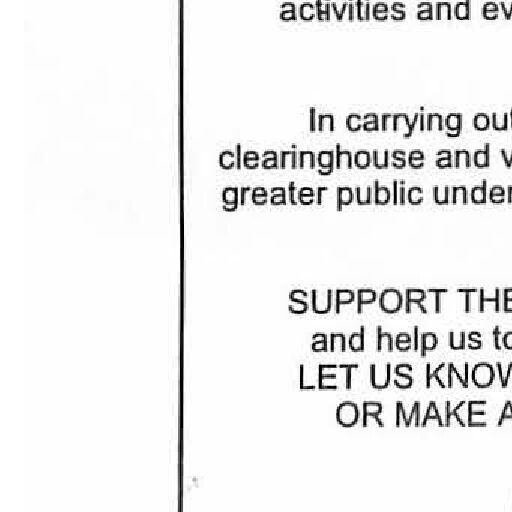 activities and ev
In carrying out
clearinghouse and v
greater public under
SUPPORT THE
and help us to
LET US KNOW
OR MAKE A